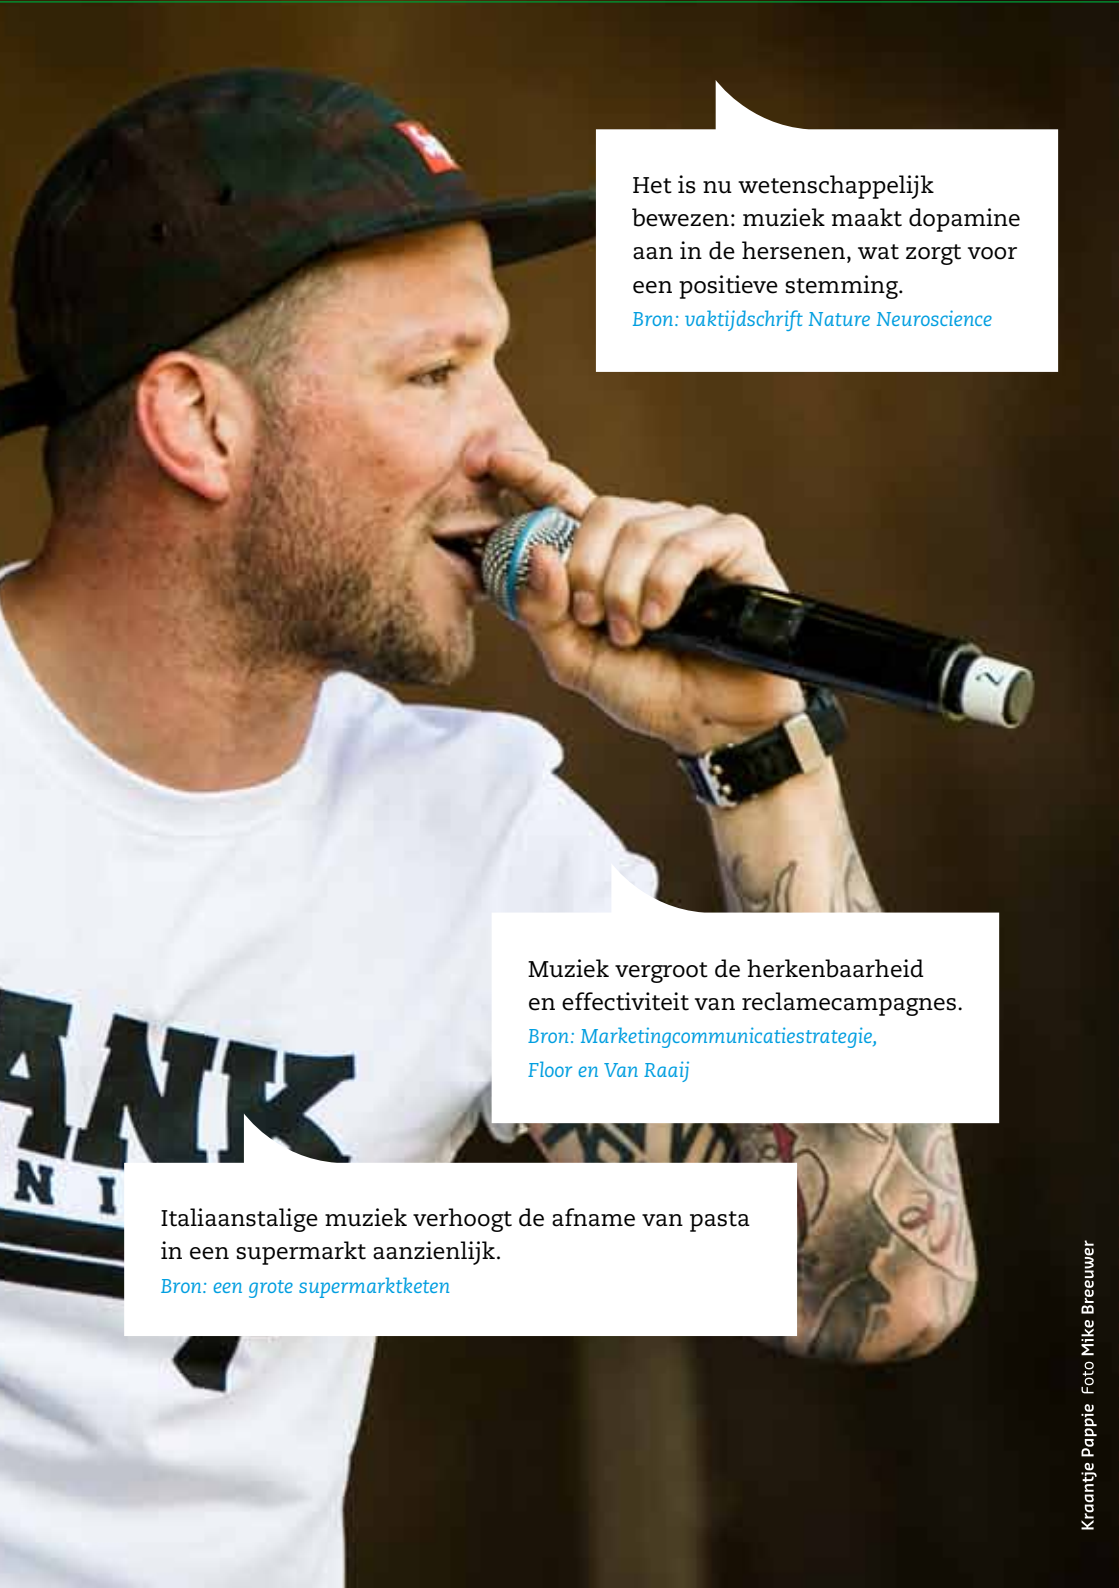 Het is nu wetenschappelijk
bewezen: muziek maakt dopamine
aan in de hersenen, wat zorgt voor
een positieve stemming.
Bron: vaktijdschrift Nature Neuroscience
2
Muziek vergroot de herkenbaarheid
en effectiviteit van reclamecampagnes.
Bron: Marketingcommunicatiestrategie,
Floor en Van Raaij
ANK
N I
Italiaanstalige muziek verhoogt de afname van pasta
in een supermarkt aanzienlijk.
Bron: een grote supermarktketen
Kraantje Pappie Foto Mike Breeuwer